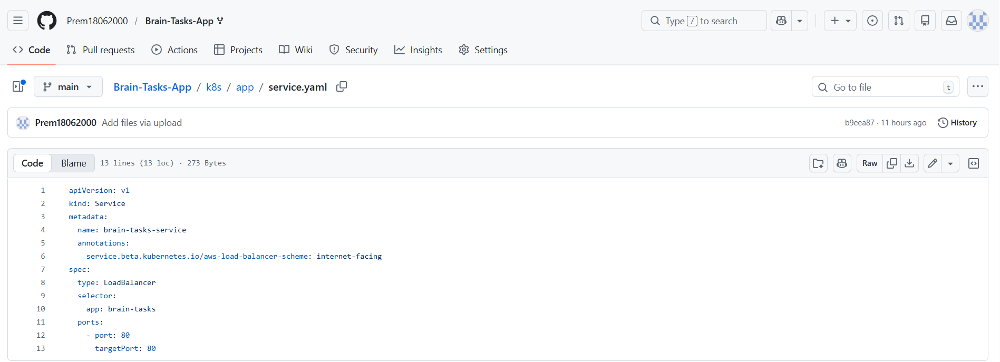 Prem18062000 / Brain-Tasks-App
Type / to search
Code Pull requests Actions Projects Wiki Security Insights Settings
main Brain-Tasks-App / k8s / app / service.yaml
Go to file t
Prem18062000 Add files via upload
b9eea87 · 11 hours ago History
Code Blame 13 lines (13 loc) · 273 Bytes
Raw
1 apiVersion: v1
2 kind: Service
3 metadata:
4   name: brain-tasks-service
5   annotations:
6     service.beta.kubernetes.io/aws-load-balancer-scheme: internet-facing
7 spec:
8   type: LoadBalancer
9   selector:
10     app: brain-tasks
11   ports:
12     - port: 80
13       targetPort: 80